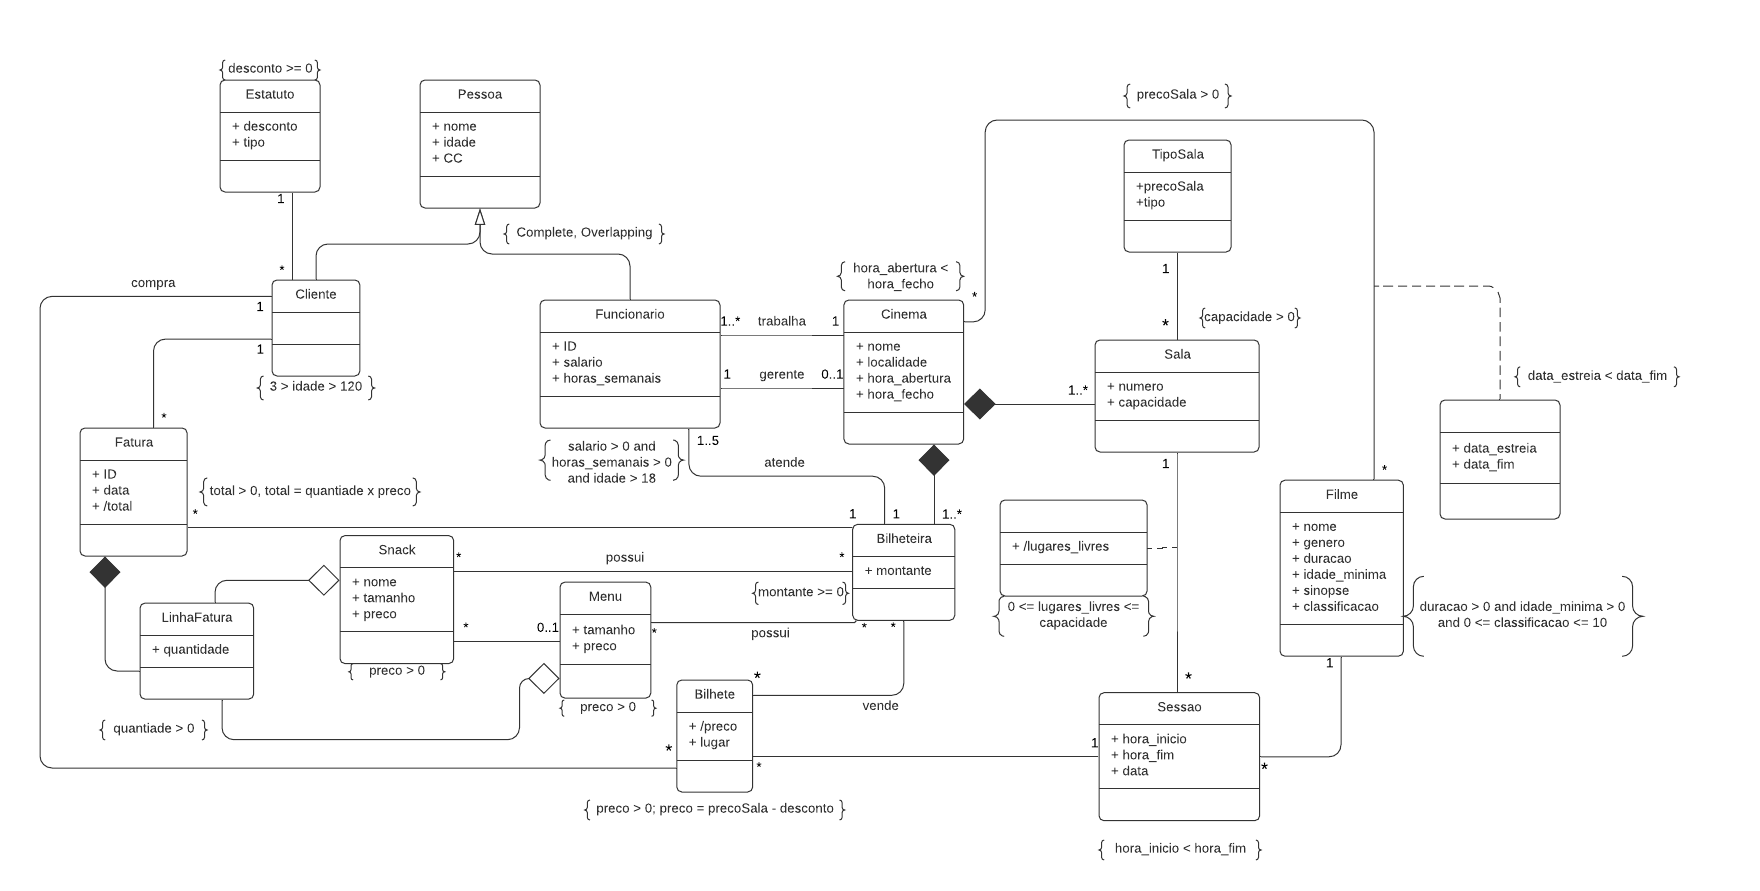 {desconto >= 0}
Estatuto
+ desconto
+ tipo
1
*
Pessoa
+ nome
+ idade
+ CC
{ Complete, Overlapping }
compra
Cliente
1
1
{ 3 > idade > 120 }
*
Fatura
+ ID
+ data
+ /total
{total > 0, total = quantiade x preco}
*
Funcionario
+ ID
+ salario
+ horas_semanais
1..*
trabalha
1
1
gerente
0..1
{ salario > 0 and
horas_semanais > 0
and idade > 18 }
1..5
atende
1
{ hora_abertura <
hora_fecho }
*
Cinema
+ nome
+ localidade
+ hora_abertura
+ hora_fecho
1..*
1..*
{ precoSala > 0 }
TipoSala
+precoSala
+tipo
1
*
{capacidade > 0}
Sala
+ numero
+ capacidade
1
*
{ data_estreia < data_fim }
+ data_estreia
+ data_fim
*
Filme
+ nome
+ genero
+ duracao
+ idade_minima
+ sinopse
+ classificacao
{ duracao > 0 and idade_minima > 0
and 0 <= classificacao <= 10 }
1
*
+ /lugares_livres
{ 0 <= lugares_livres <=
capacidade }
1
Bilheteira
+ montante
{montante >= 0}
*
possui
*
Snack
+ nome
+ tamanho
+ preco
{ preco > 0 }
*
0..1
Menu
+ tamanho
+ preco
{ preco > 0 }
*
possui
*
*
vende
*
LinhaFatura
+ quantidade
{ quantiade > 0 }
Bilhete
+ /preco
+ lugar
*
*
1
{ preco > 0; preco = precoSala - desconto }
Sessao
+ hora_inicio
+ hora_fim
+ data
{ hora_inicio < hora_fim }